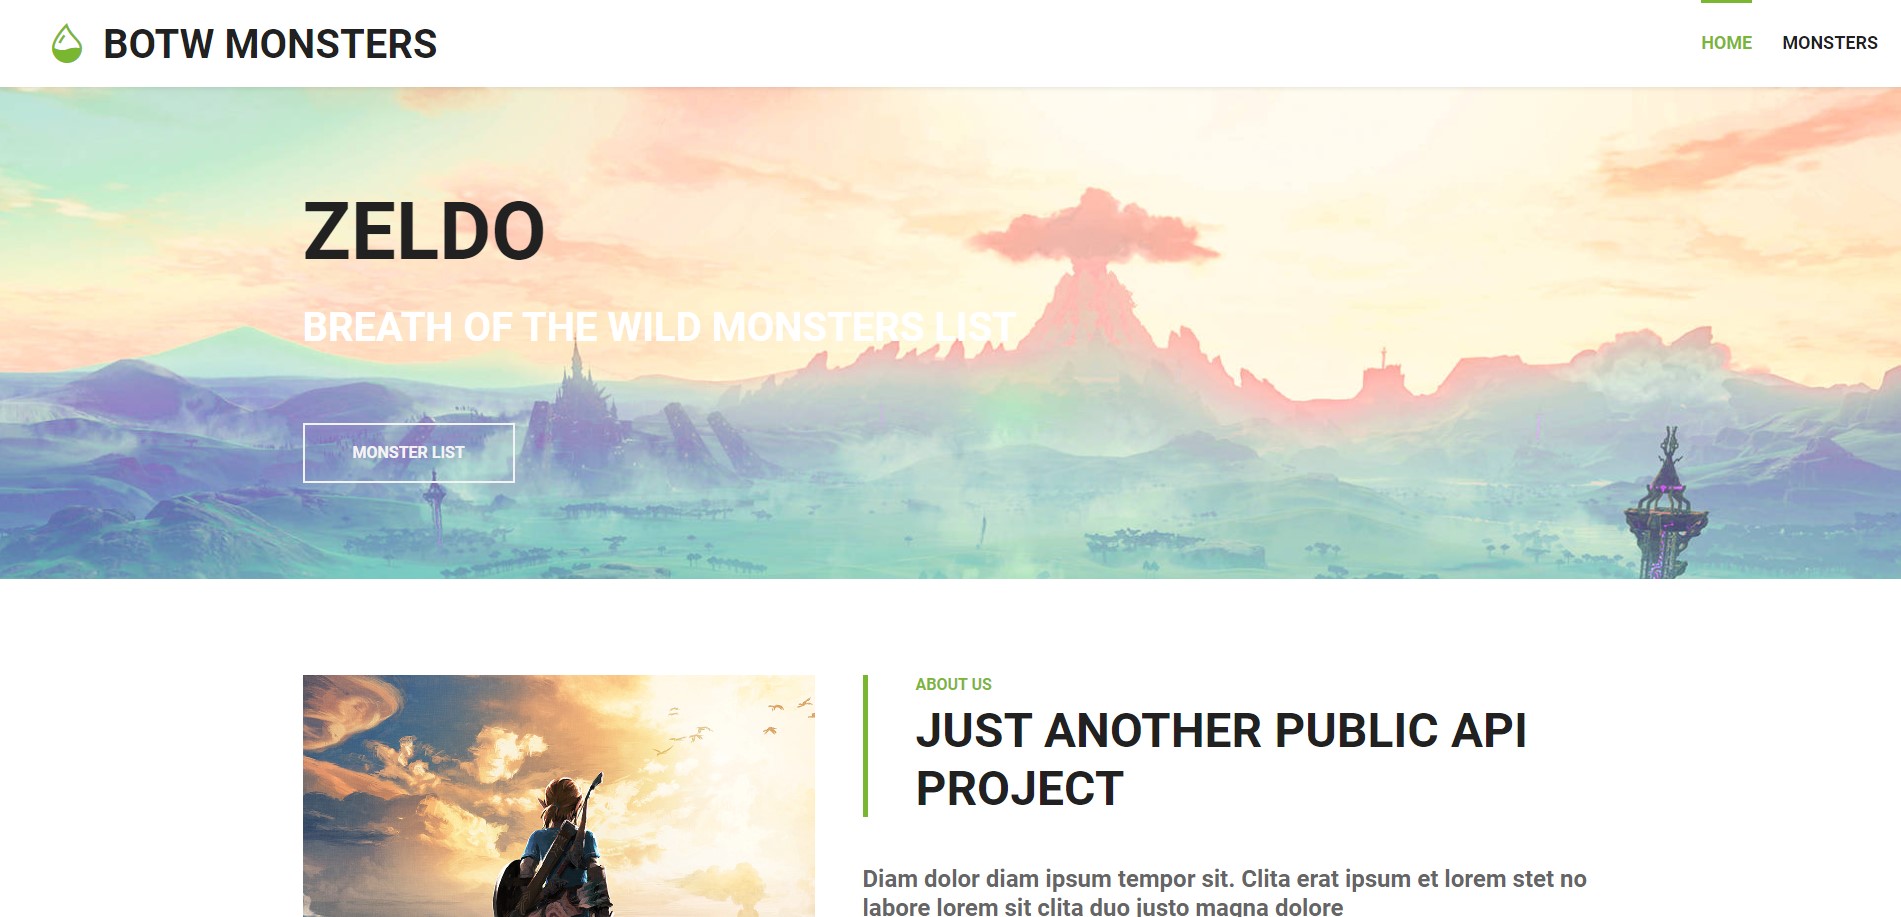 BOTW MONSTERS
HOME MONSTERS
ZELDO
BREATH OF THE WILD MONSTERS LIST
MONSTER LIST
ABOUT US
JUST ANOTHER PUBLIC API
PROJECT
Diam dolor diam ipsum tempor sit. Clita erat ipsum et lorem stet no
labore lorem sit clita duo justo magna dolore